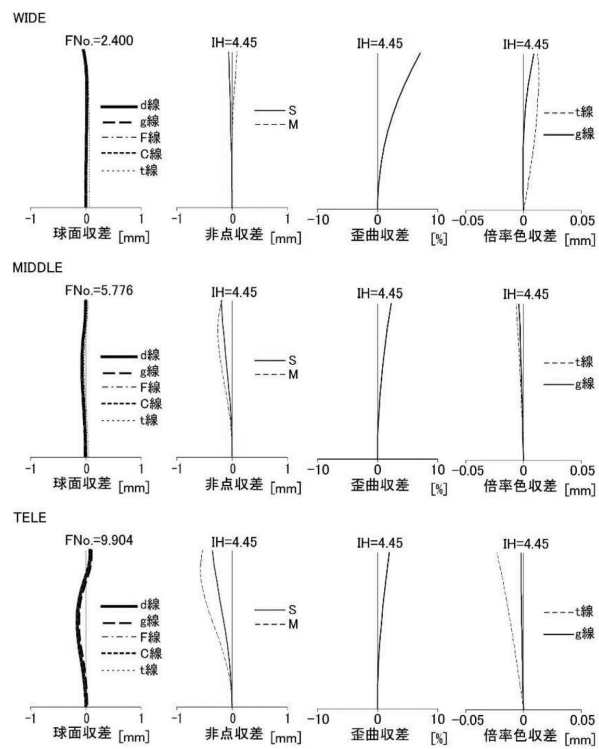 WIDE
FNo.=2.400
d線
g線
F線
C線
t線
-1 0 1
球面収差 [mm]
IH=4.45
S
M
-1 0 1
非点収差 [mm]
IH=4.45
-10 0 10
歪曲収差 [%]
IH=4.45
t線
g線
-0.05 0 0.05
倍率色収差 [mm]
MIDDLE
FNo.=5.776
d線
g線
F線
C線
t線
-1 0 1
球面収差 [mm]
IH=4.45
S
M
-1 0 1
非点収差 [mm]
IH=4.45
-10 0 10
歪曲収差 [%]
IH=4.45
t線
g線
-0.05 0 0.05
倍率色収差 [mm]
TELE
FNo.=9.904
d線
g線
F線
C線
t線
-1 0 1
球面収差 [mm]
IH=4.45
S
M
-1 0 1
非点収差 [mm]
IH=4.45
-10 0 10
歪曲収差 [%]
IH=4.45
t線
g線
-0.05 0 0.05
倍率色収差 [mm]